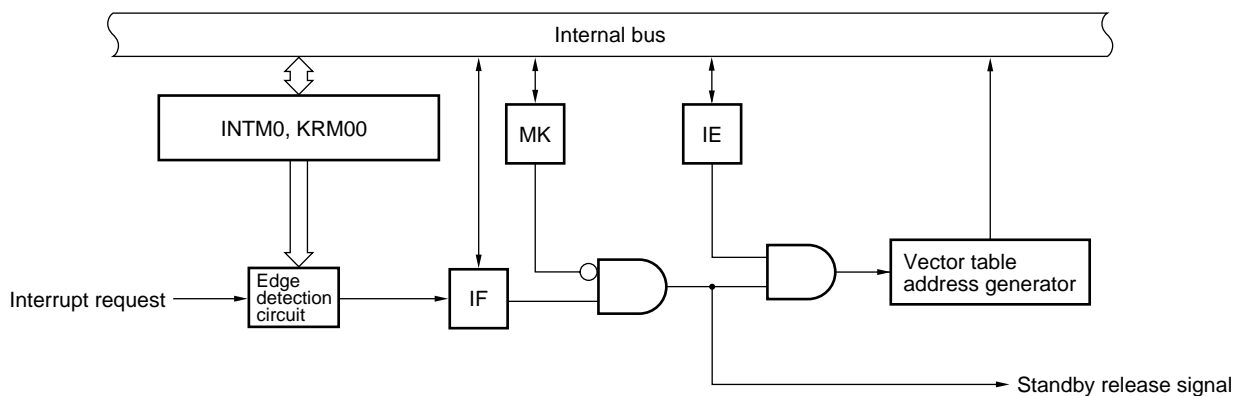 Internal bus
INTM0, KRM00
MK
IE
Interrupt request
Edge
detection
circuit
IF
Vector table
address generator
Standby release signal